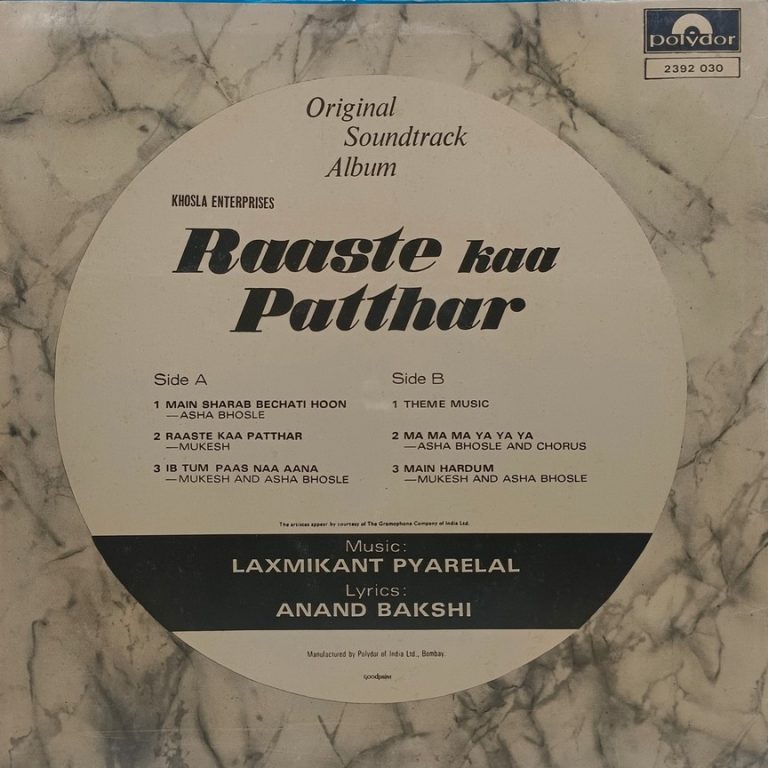 polydor
2392 030
Original
Soundtrack
Album
KHOSLA ENTERPRISES
Raaste kaa
Patthar
Side A
1 MAIN SHARAB BECHATI HOON
—ASHA BHOSLE
2 RAASTE KAA PATTHAR
—MUKESH
3 IB TUM PAAS NAA AANA
—MUKESH AND ASHA BHOSLE
Side B
1 THEME MUSIC
2 MA MA MA YA YA YA
—ASHA BHOSLE AND CHORUS
3 MAIN HARDUM
—MUKESH AND ASHA BHOSLE
The artistes appear by courtesy of The Gramophone Company of India Ltd.
Music:
LAXMIKANT PYARELAL
Lyrics:
ANAND BAKSHI
Manufactured by Polydor of India Ltd., Bombay.